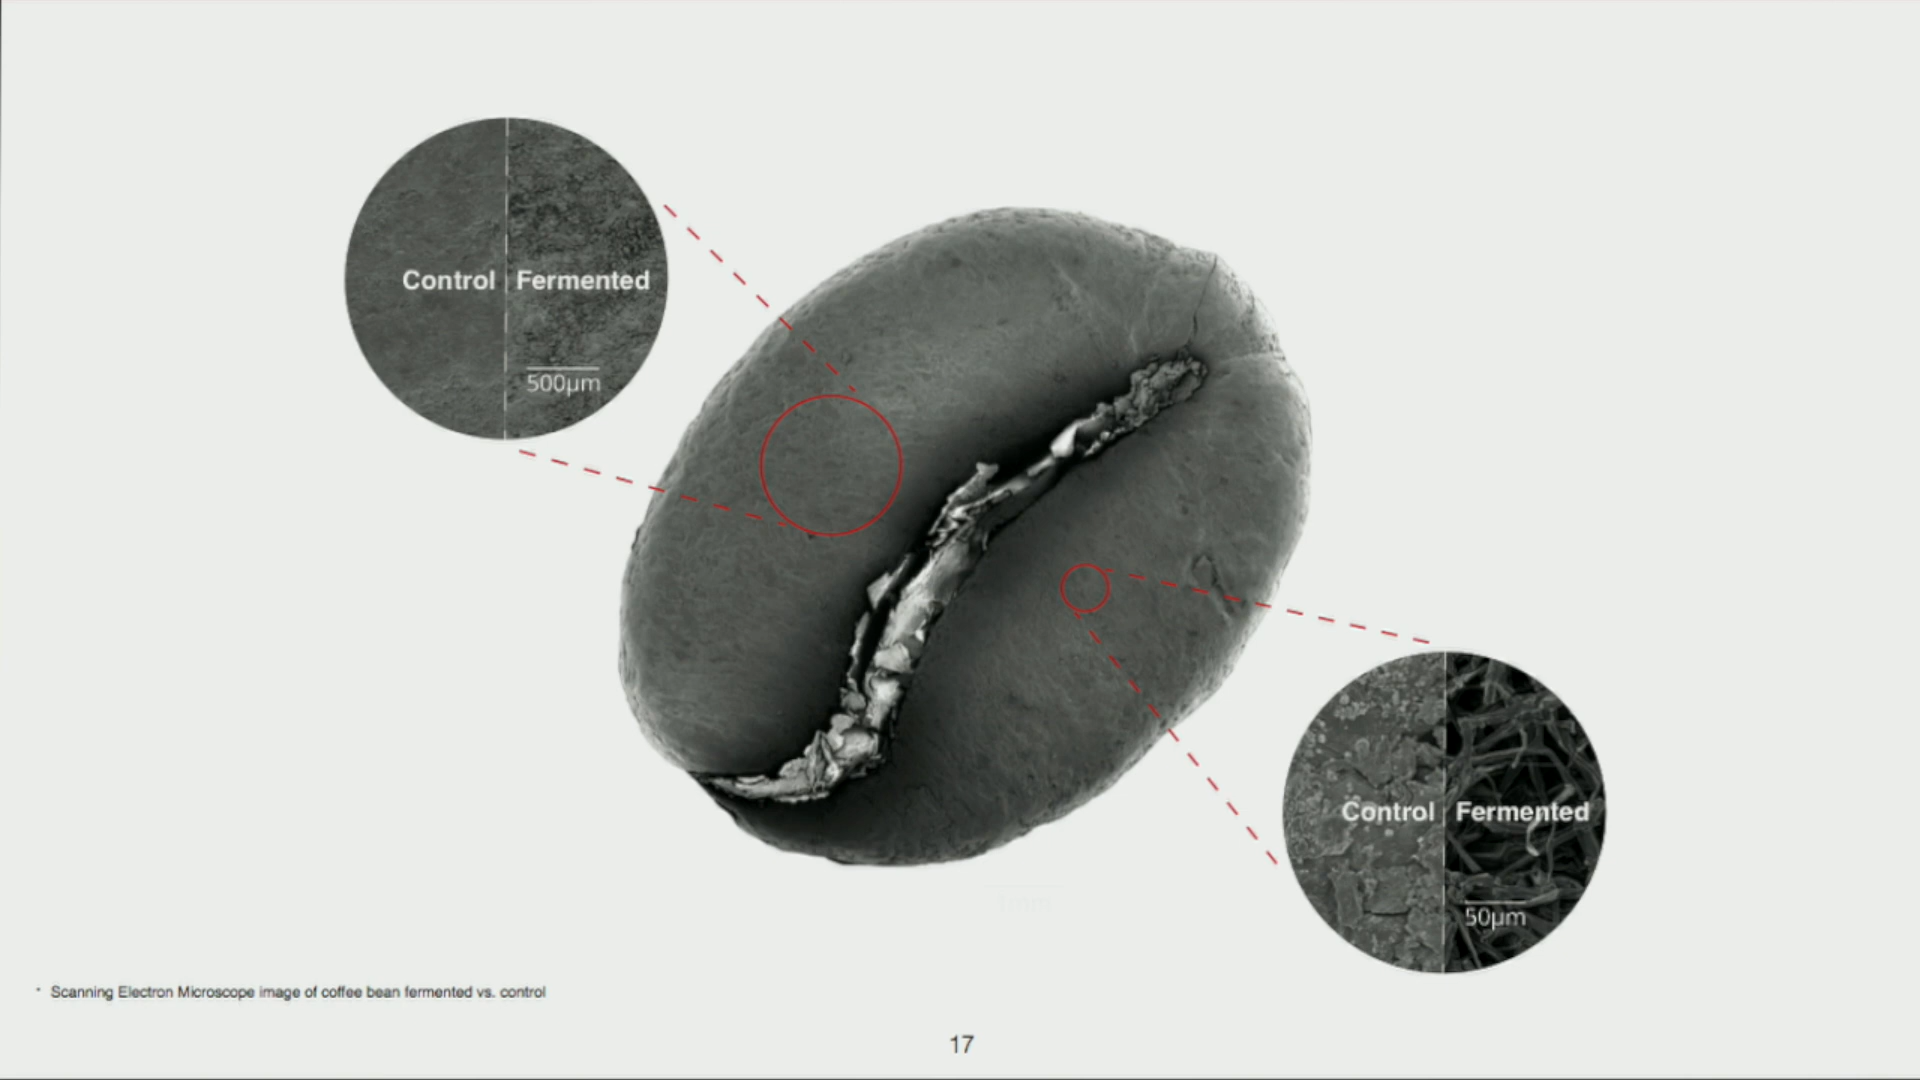 Control Fermented
500µm
Control Fermented
50µm
* Scanning Electron Microscope image of coffee bean fermented vs. control
17